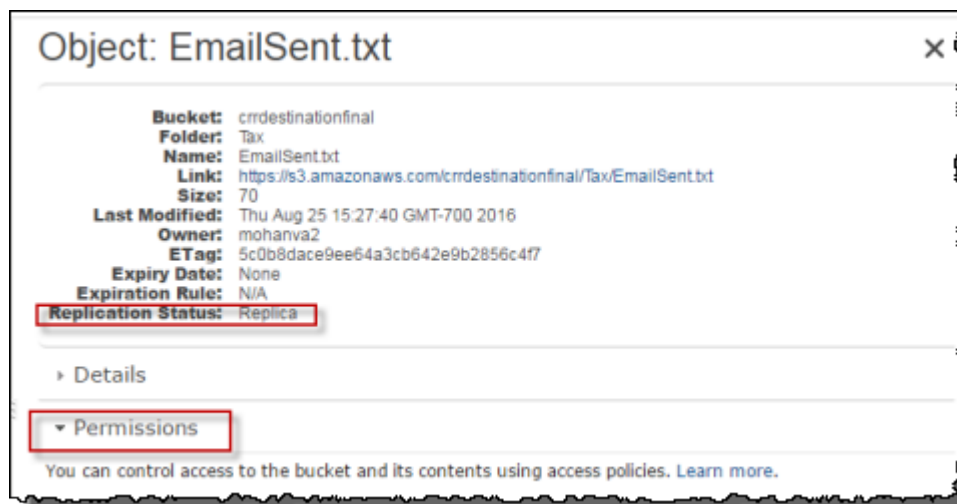 Object: EmailSent.txt
Bucket: crrdestinationfinal
Folder: Tax
Name: EmailSent.txt
Link: https://s3.amazonaws.com/crrdestinationfinal/Tax/EmailSent.txt
Size: 70
Last Modified: Thu Aug 25 15:27:40 GMT-700 2016
Owner: mohanva2
ETag: 5c0b8dace9ee64a3cb642e9b2856c4f7
Expiry Date: None
Expiration Rule: N/A
Replication Status: Replica
Details
Permissions
You can control access to the bucket and its contents using access policies. Learn more.